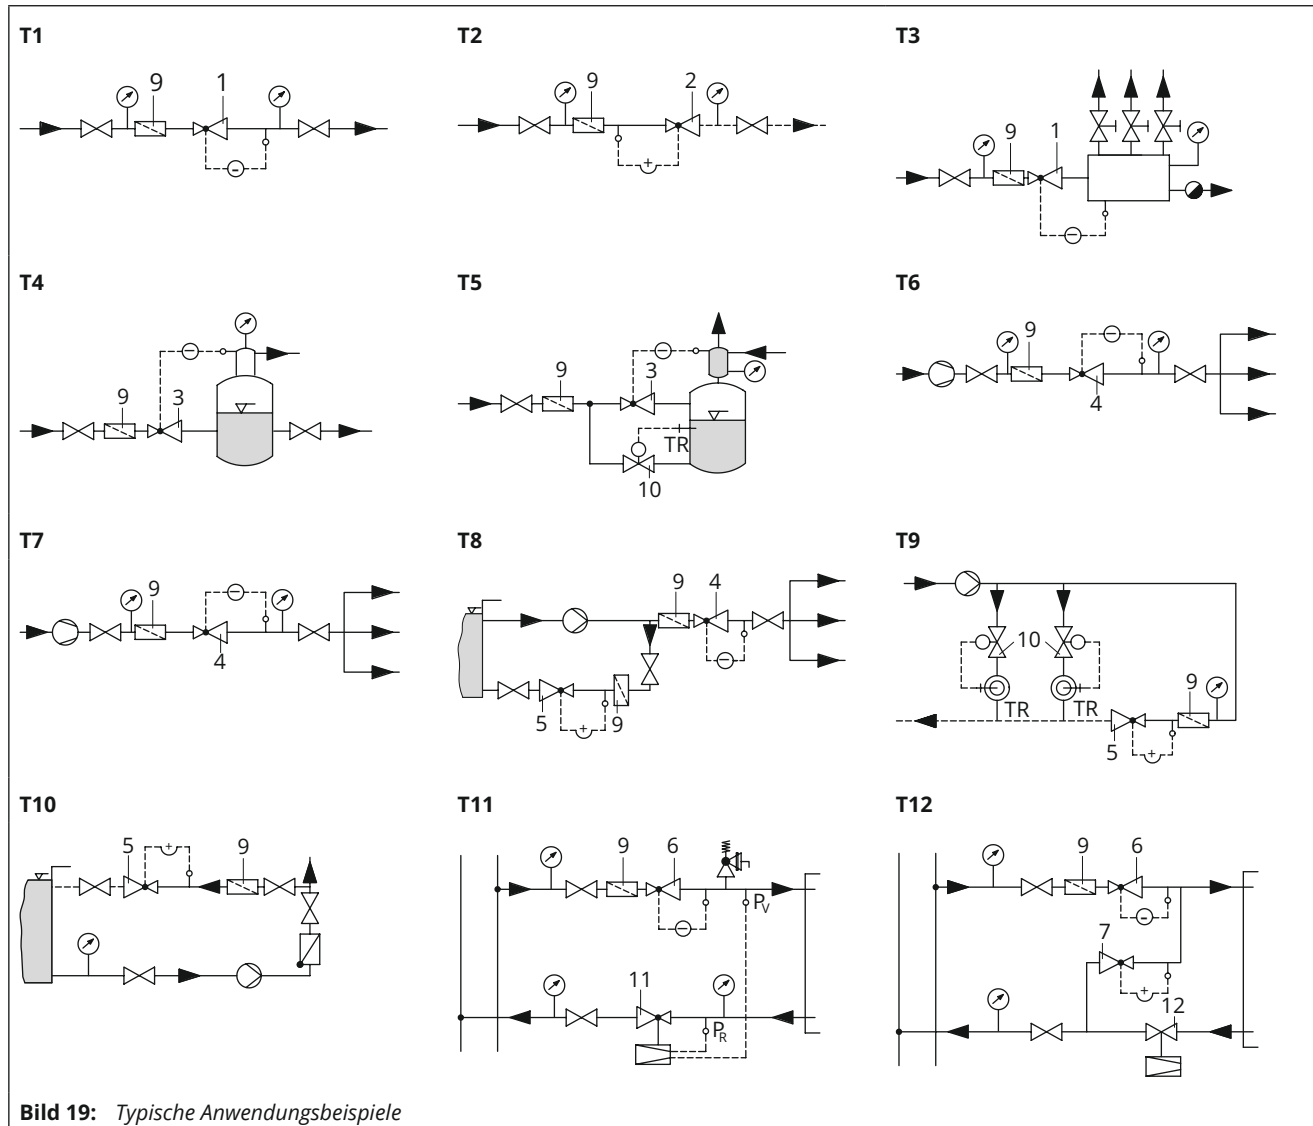 T1
T2
T3
9 1
9 2
9 1
-
+
−
T4
T5
T6
9 3
−
9 3
−
TR
10
9
−
4
T7
T8
T9
9
−
4
9 4
−
5 9
+
10
TR TR
9
5
+
T10
T11
T12
5 9
+
9 6
−
PV
11
PR
9 6
-
7
+
12
Bild 19: Typische Anwendungsbeispiele